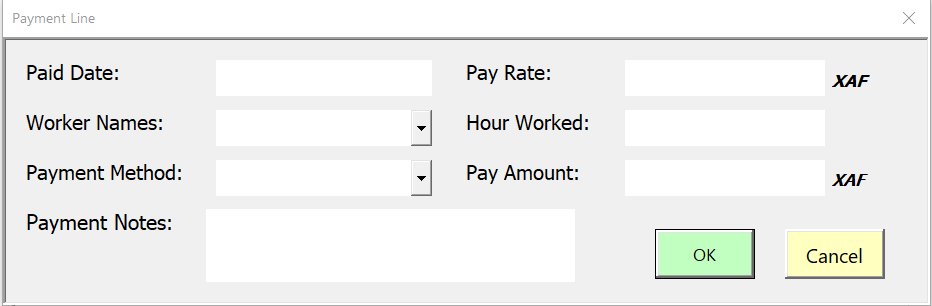 Payment Line
Paid Date:
Pay Rate:
XAF
Worker Names:
Hour Worked:
Payment Method:
Pay Amount:
XAF
Payment Notes:
OK
Cancel